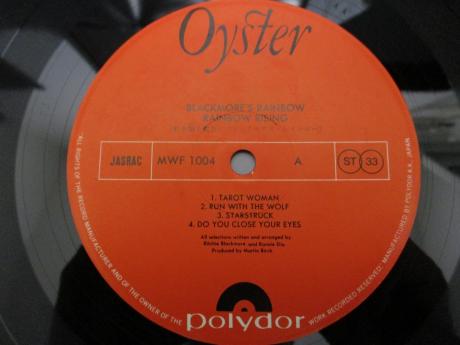 Oyster
BLACKMORE'S RAINBOW
RAINBOW RISING
JASRAC MWF 1004 A ST 33
1. TAROT WOMAN
2. RUN WITH THE WOLF
3. STARSTRUCK
4. DO YOU CLOSE YOUR EYES
All selections written and arranged by
Ritchie Blackmore and Ronnie Dio
Produced by Martin Birch
polydor
ALL RIGHTS OF THE RECORD MANUFACTURER AND OF THE OWNER OF THE WORK RECORDED RESERVED. MANUFACTURED BY POLYDOR K.K., JAPAN